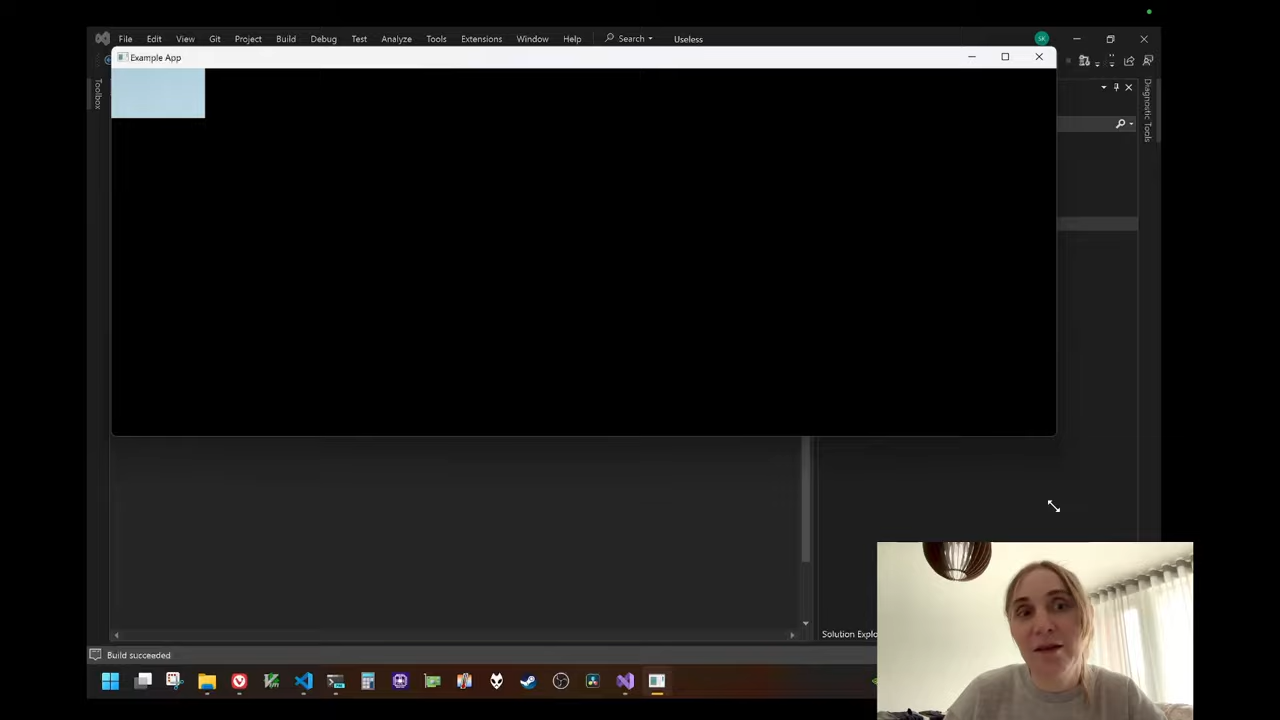 File Edit View Git Project Build Debug Test Analyze Tools Extensions Window Help Search Useless SK
Example App
Toolbox
Diagnostic Tools
Solution Explo
Build succeeded